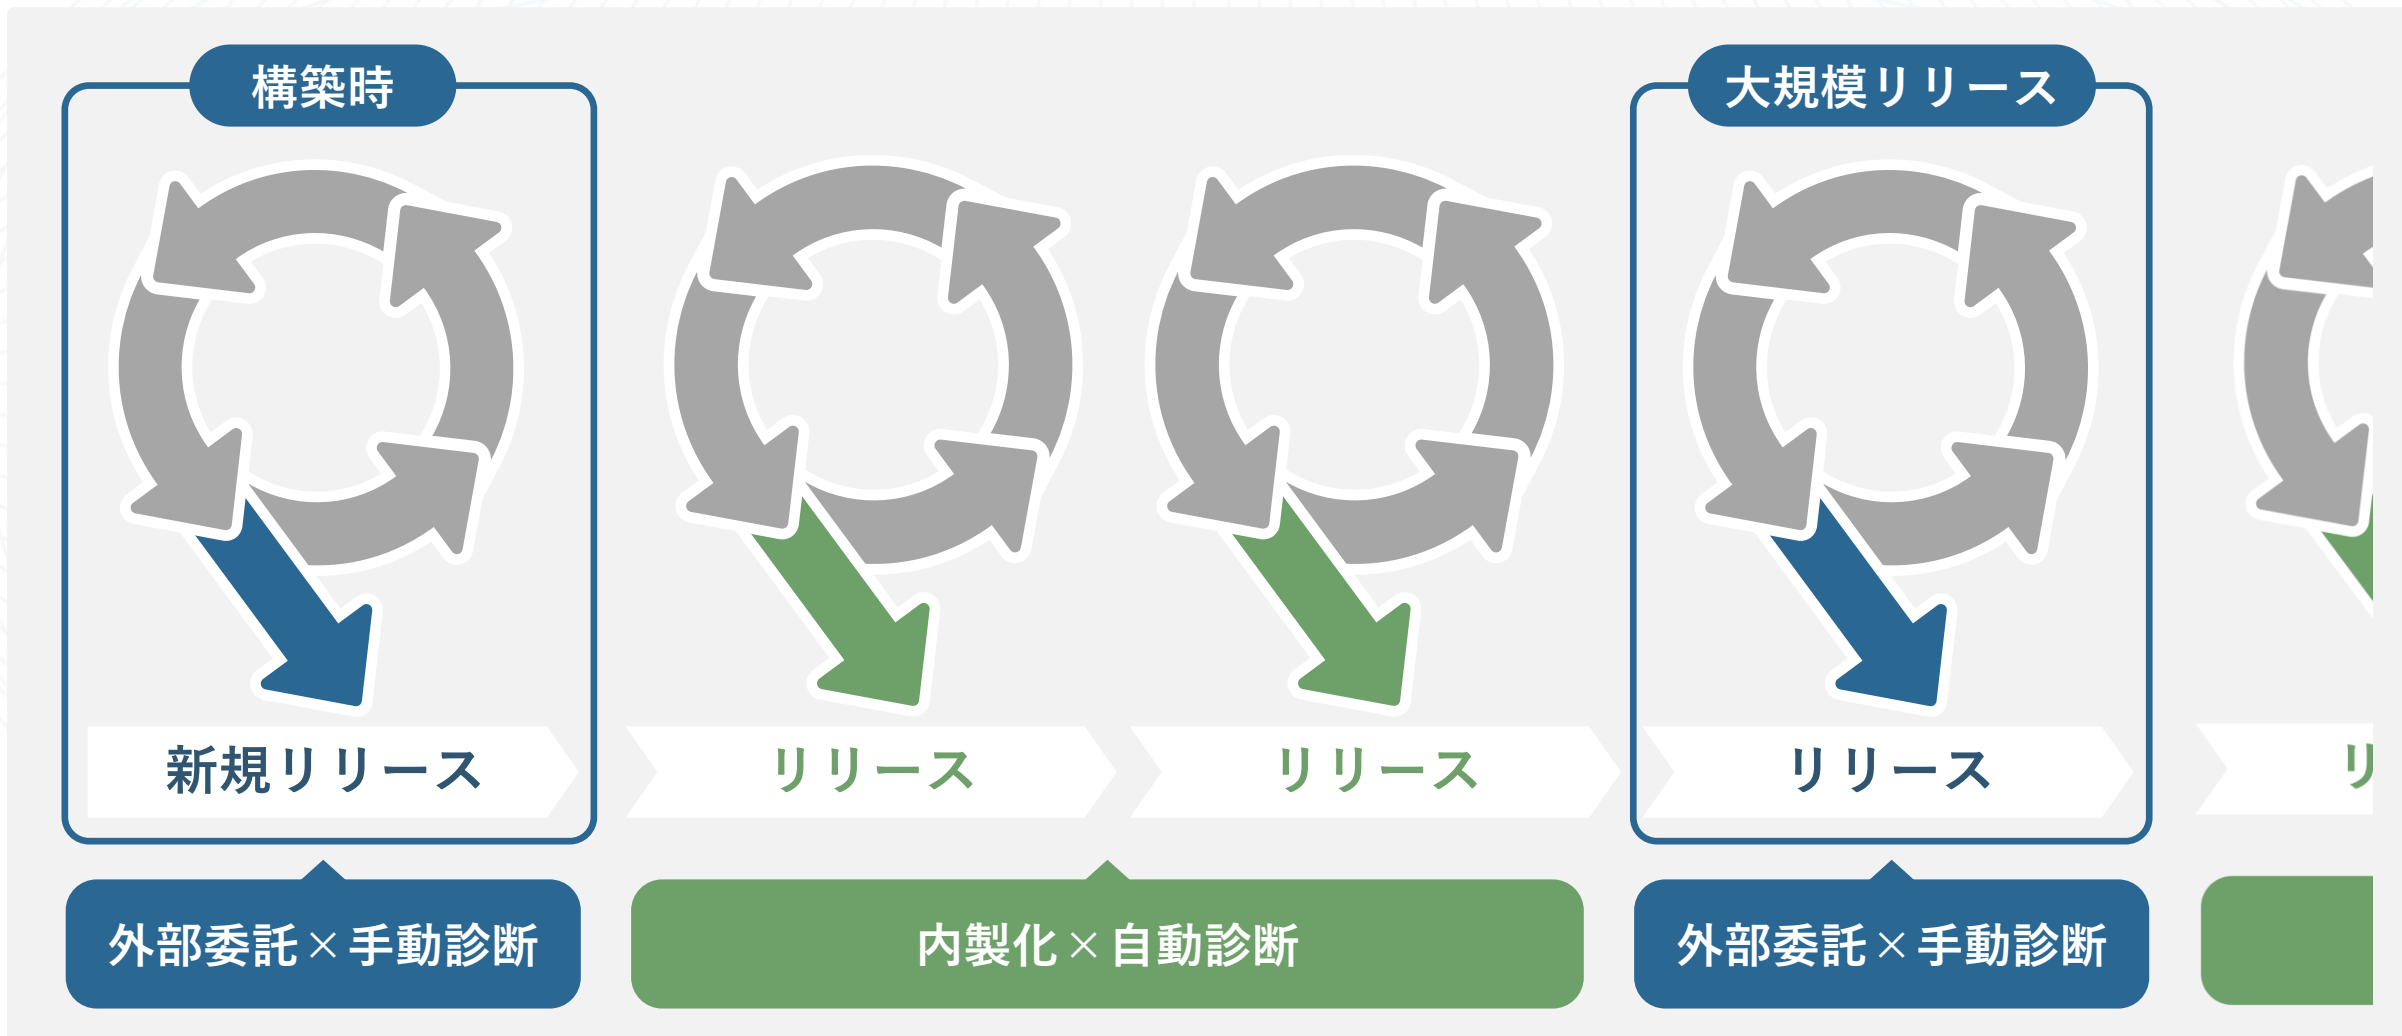 構築時
大規模リリース
新規リリース
リリース
リリース
リリース
外部委託×手動診断
内製化×自動診断
外部委託×手動診断